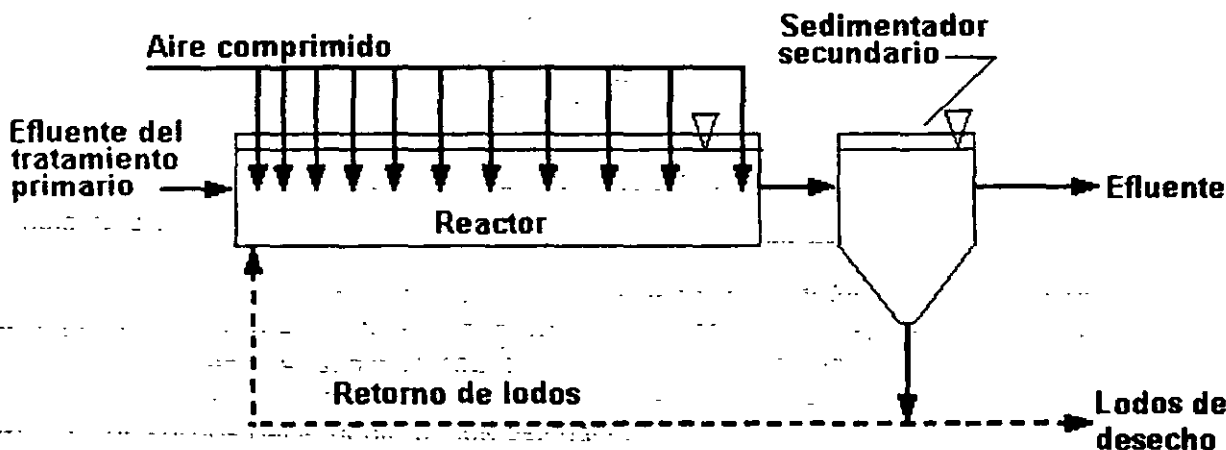 Aire comprimido
Sedimentador
secundario
Efluente del
tratamiento
primario
Reactor
Efluente
Retorno de lodos
Lodos de
desecho